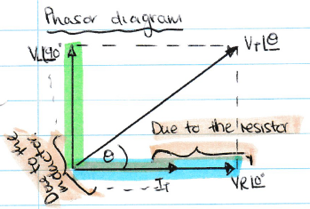 Phasor diagram
VL∠90°
VT∠θ
Due to the resistor
Due to the
inductor
θ
IT
VR∠0°